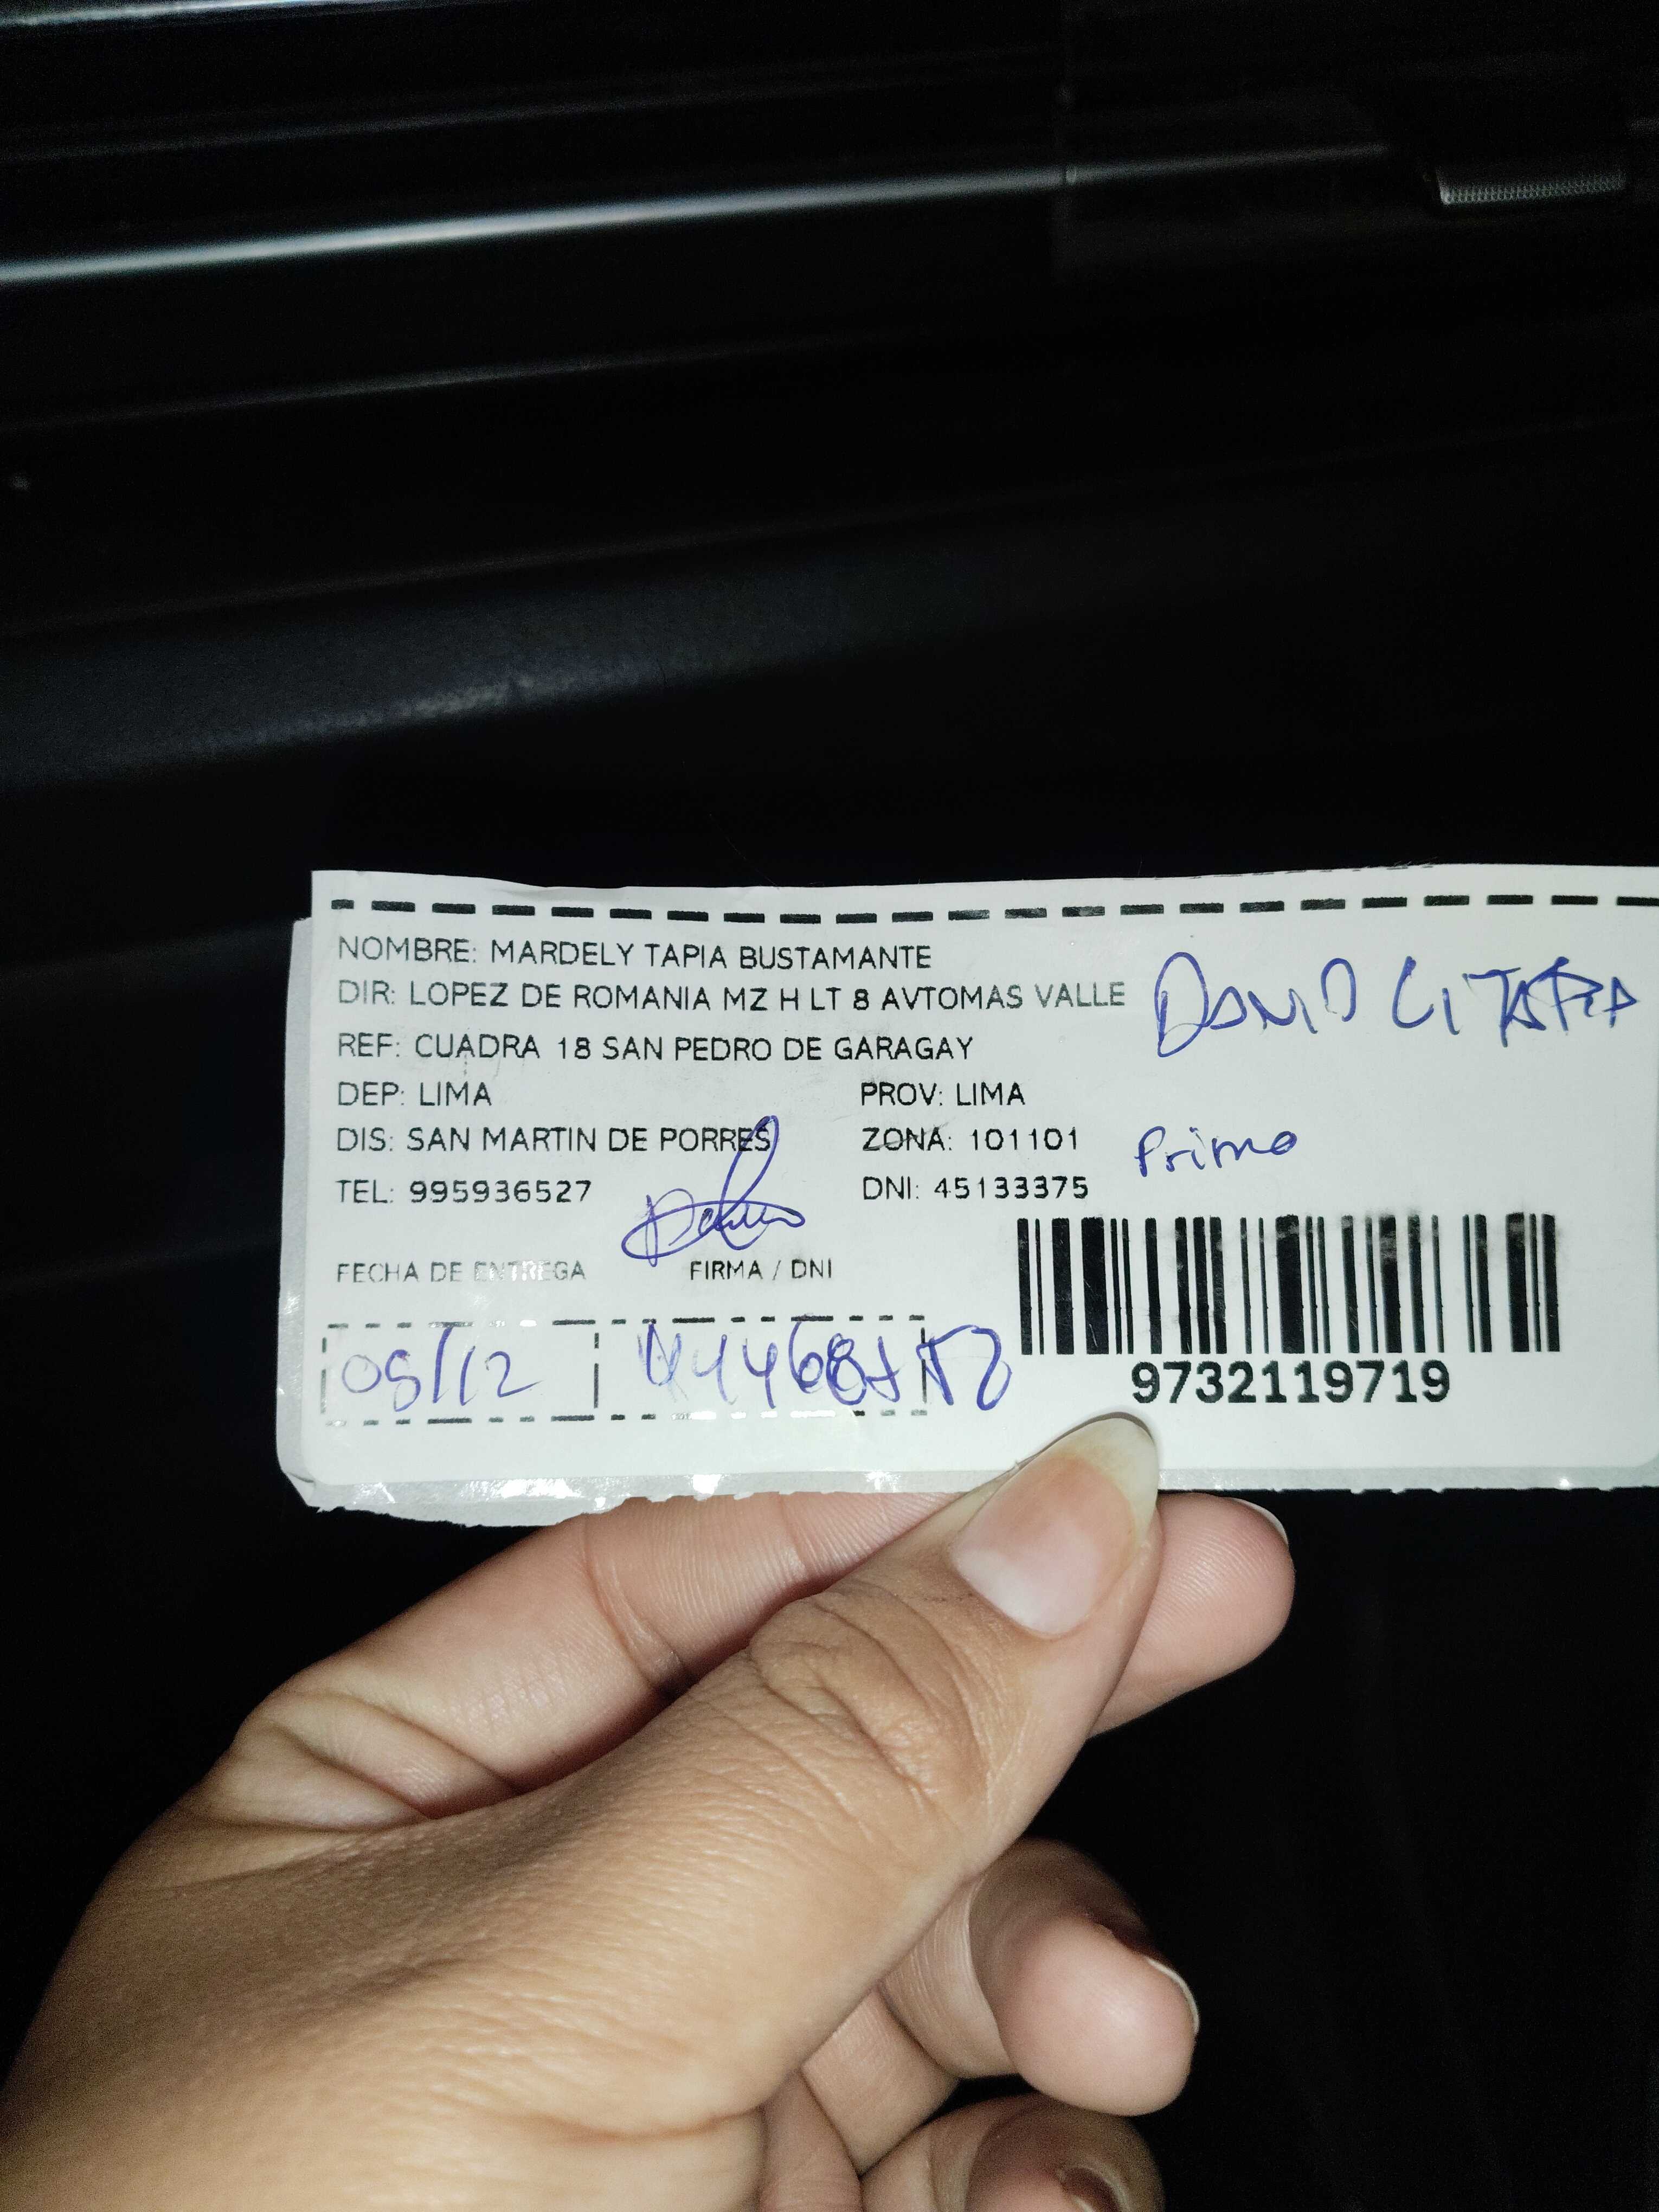 NOMBRE: MARDELY TAPIA BUSTAMANTE
DIR: LOPEZ DE ROMANIA MZ H LT 8 AVTOMAS VALLE
REF: CUADRA 18 SAN PEDRO DE GARAGAY
DEP: LIMA PROV: LIMA
DIS: SAN MARTIN DE PORRES ZONA: 101101 Primo
TEL: 995936527 DNI: 45133375
FECHA DE ENTREGA FIRMA / DNI
9732119719